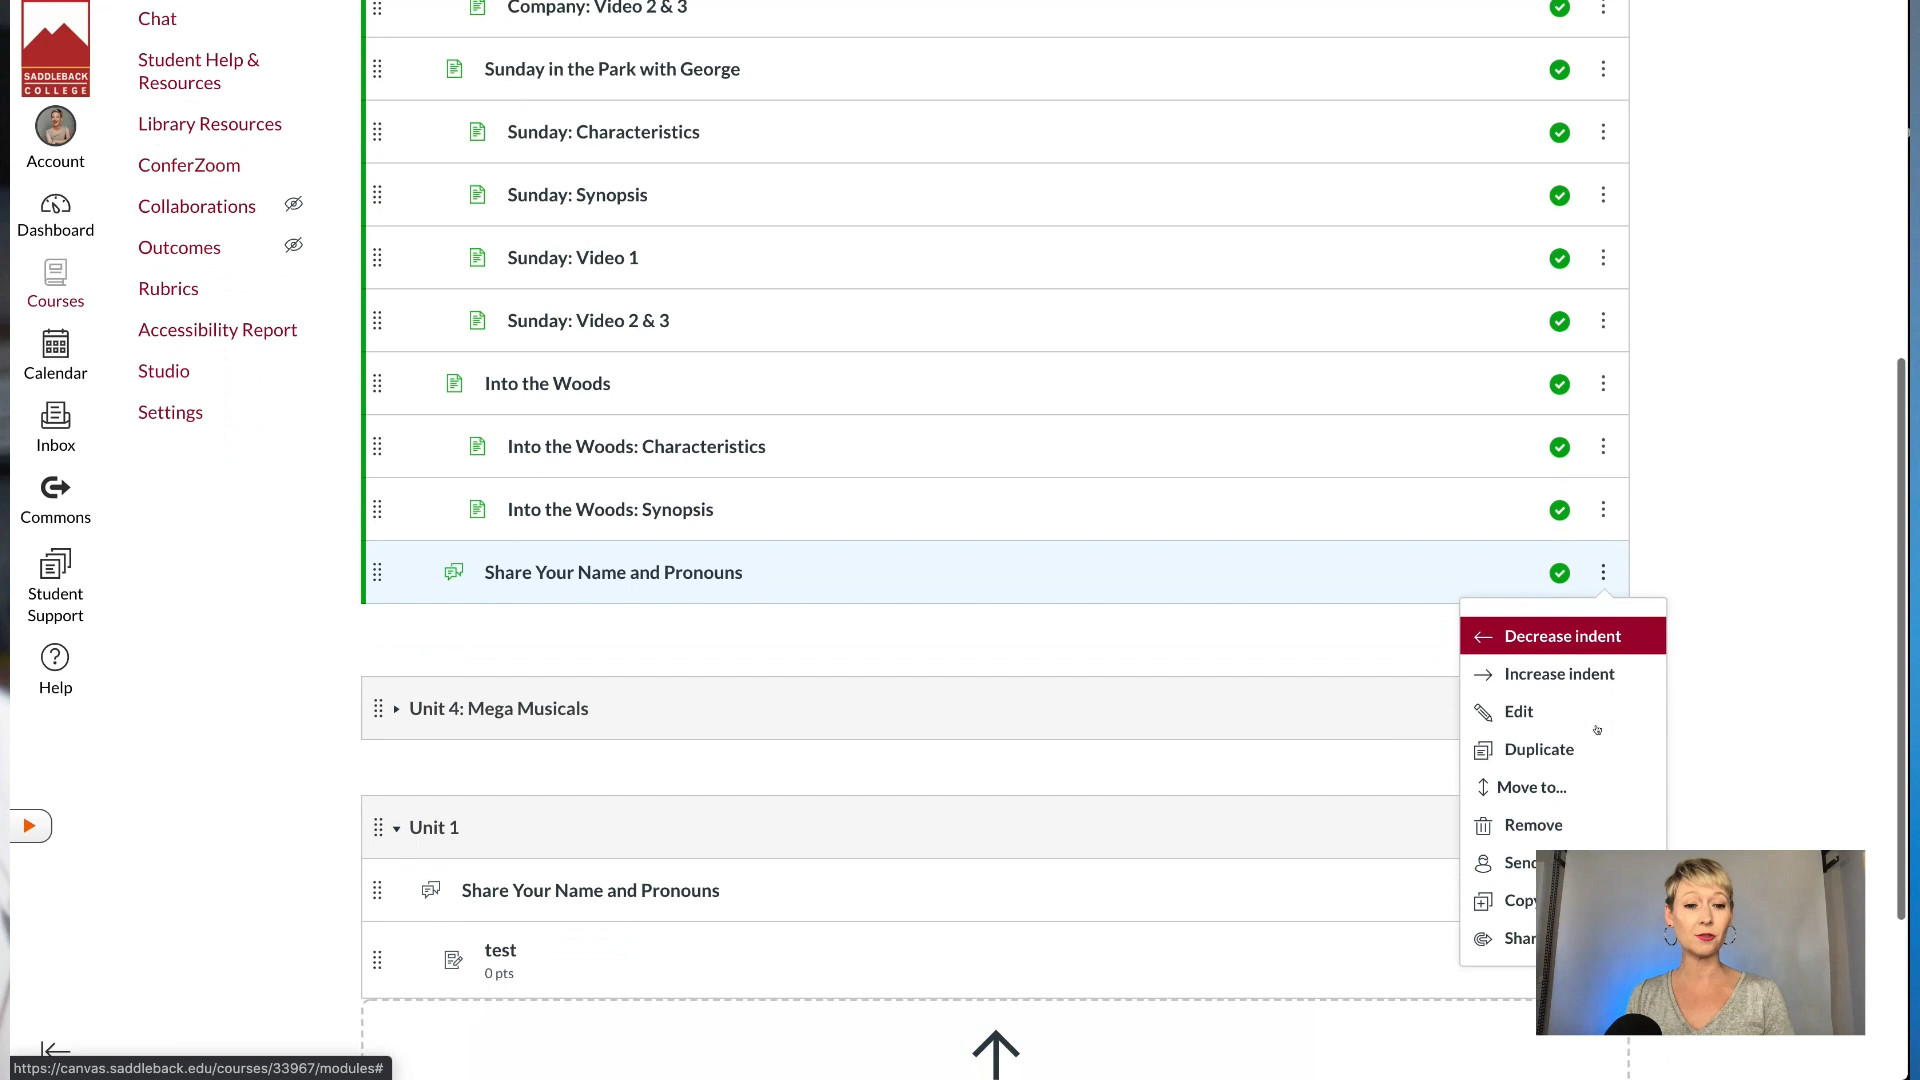 SADDLEBACK
COLLEGE
Account
Dashboard
Courses
Calendar
Inbox
Commons
Student
Support
Help
Chat
Student Help &
Resources
Library Resources
ConferZoom
Collaborations
Outcomes
Rubrics
Accessibility Report
Studio
Settings
Company: Video 2 & 3
Sunday in the Park with George
Sunday: Characteristics
Sunday: Synopsis
Sunday: Video 1
Sunday: Video 2 & 3
Into the Woods
Into the Woods: Characteristics
Into the Woods: Synopsis
Share Your Name and Pronouns
Decrease indent
Increase indent
Edit
Duplicate
Move to...
Remove
Send
Copy
Shar
Unit 4: Mega Musicals
Unit 1
Share Your Name and Pronouns
test
0 pts
https://canvas.saddleback.edu/courses/33967/modules#